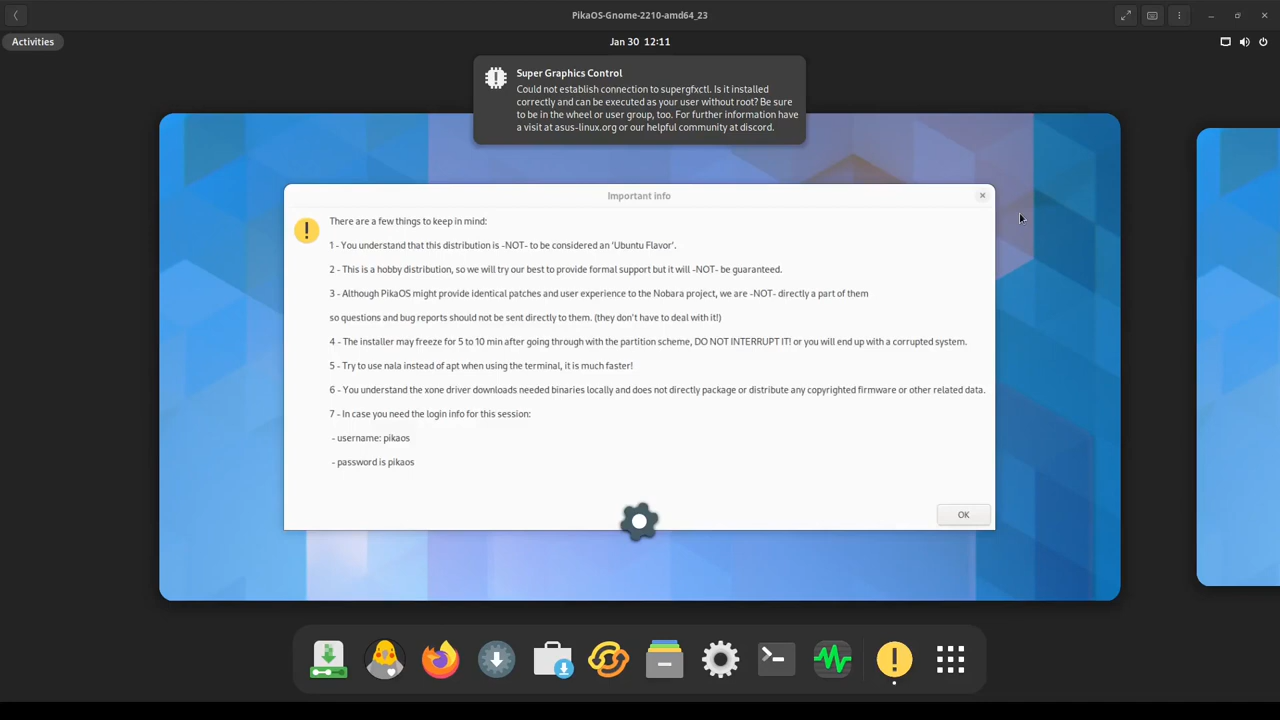 PikaOS-Gnome-2210-amd64_23
Activities
Jan 30 12:11
Super Graphics Control
Could not establish connection to supergfxctl. Is it installed
correctly and can be executed as your user without root? Be sure
to be in the wheel or user group, too. For further information have
a visit at asus-linux.org or our helpful community at discord.
Important info
There are a few things to keep in mind:
1 - You understand that this distribution is -NOT- to be considered an 'Ubuntu Flavor'.
2 - This is a hobby distribution, so we will try our best to provide formal support but it will -NOT- be guaranteed.
3 - Although PikaOS might provide identical patches and user experience to the Nobara project, we are -NOT- directly a part of them
so questions and bug reports should not be sent directly to them. (they don't have to deal with it!)
4 - The installer may freeze for 5 to 10 min after going through with the partition scheme, DO NOT INTERRUPT IT! or you will end up with a corrupted system.
5 - Try to use nala instead of apt when using the terminal, it is much faster!
6 - You understand the xone driver downloads needed binaries locally and does not directly package or distribute any copyrighted firmware or other related data.
7 - In case you need the login info for this session:
- username: pikaos
- password is pikaos
OK